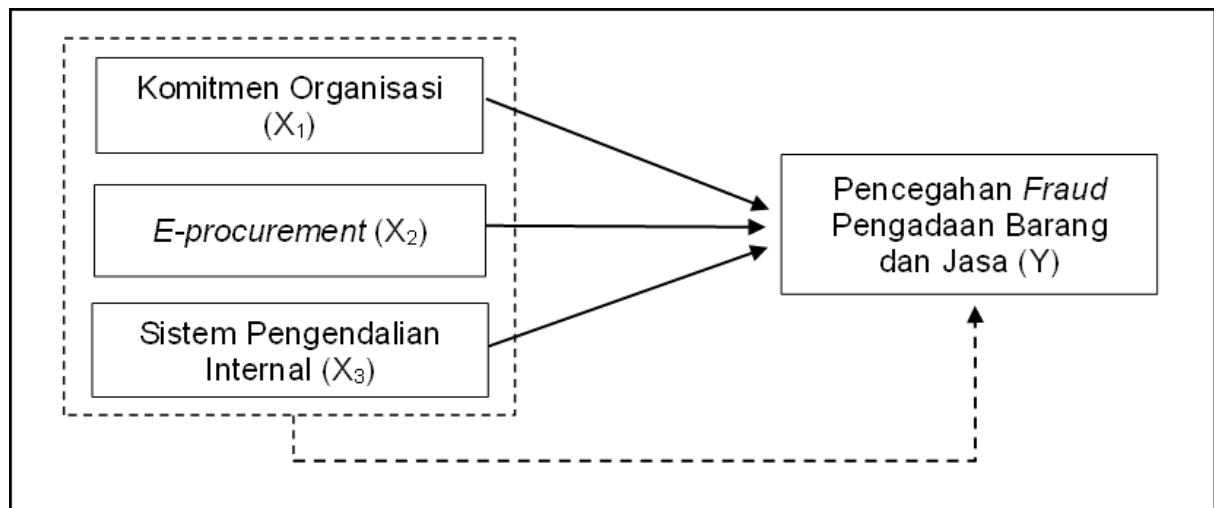 Komitmen Organisasi
(X₁)
E-procurement (X₂)
Sistem Pengendalian
Internal (X₃)
Pencegahan Fraud
Pengadaan Barang
dan Jasa (Y)